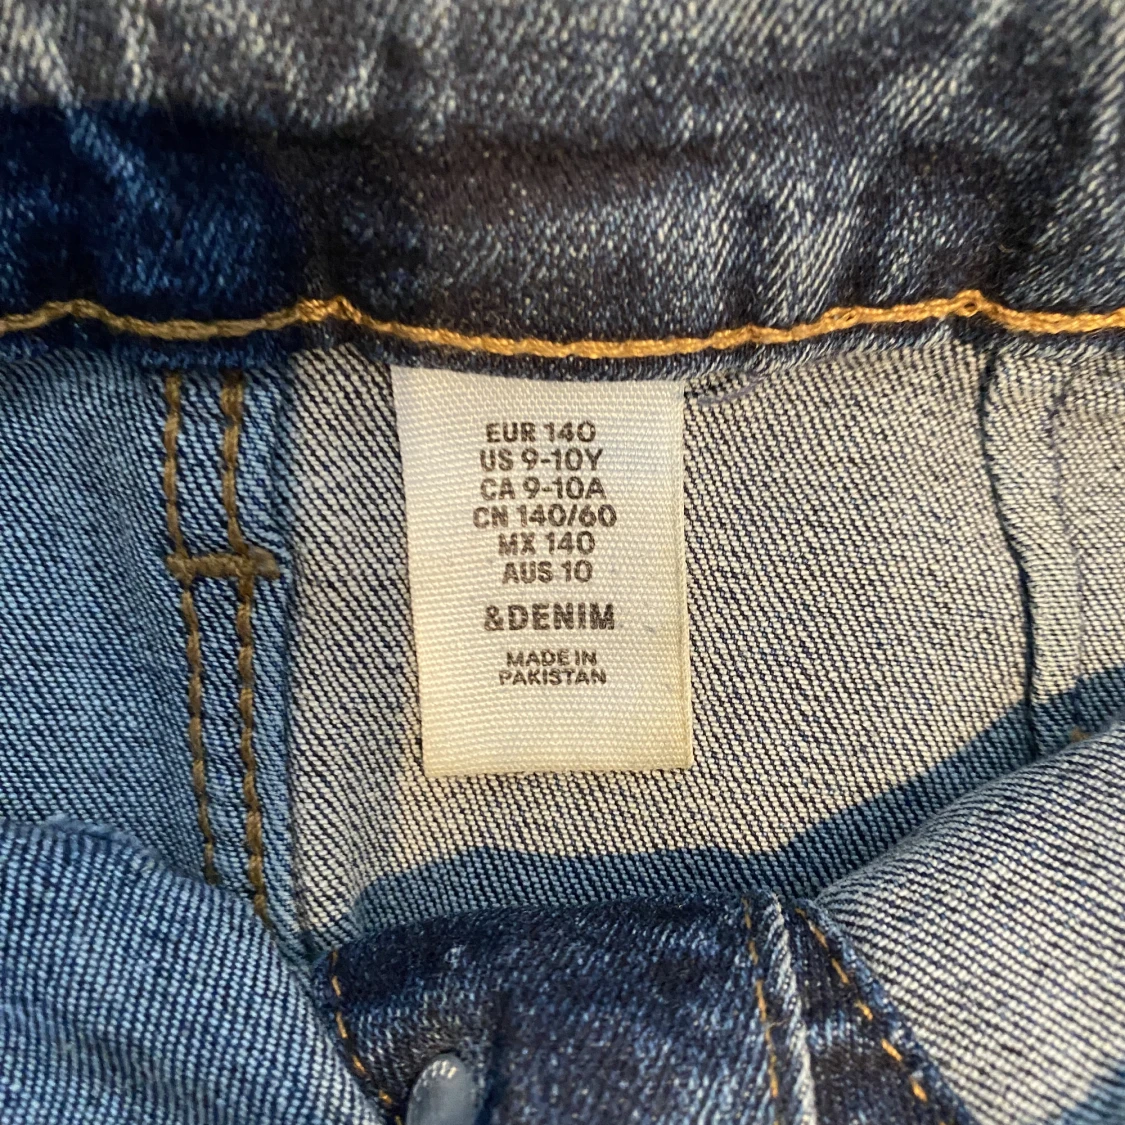 EUR 140
US 9-10Y
CA 9-10A
CN 140/60
MX 140
AUS 10
&DENIM
MADE IN
PAKISTAN